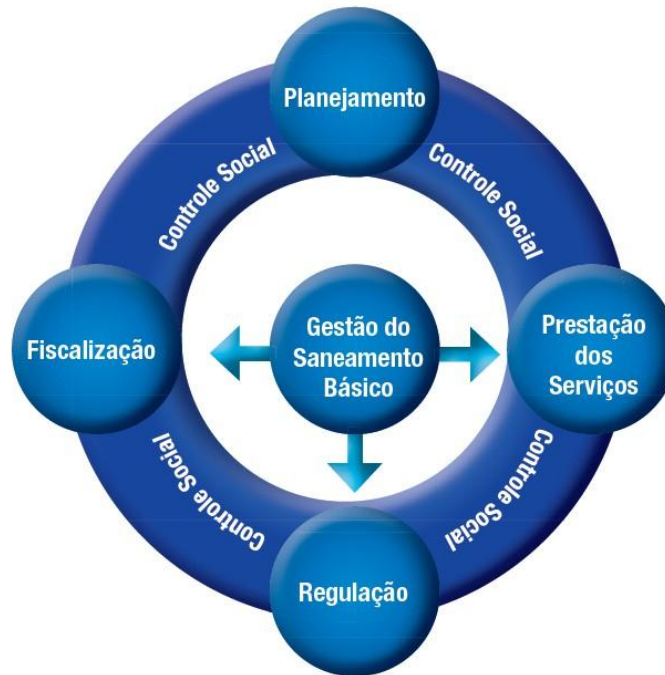 Planejamento
Controle Social
Controle Social
Fiscalização
Gestão do
Saneamento
Básico
Prestação
dos
Serviços
Controle Social
Controle Social
Regulação